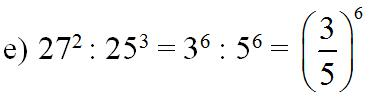 e) 27² : 25³ = 3⁶ : 5⁶ = (3/5)⁶